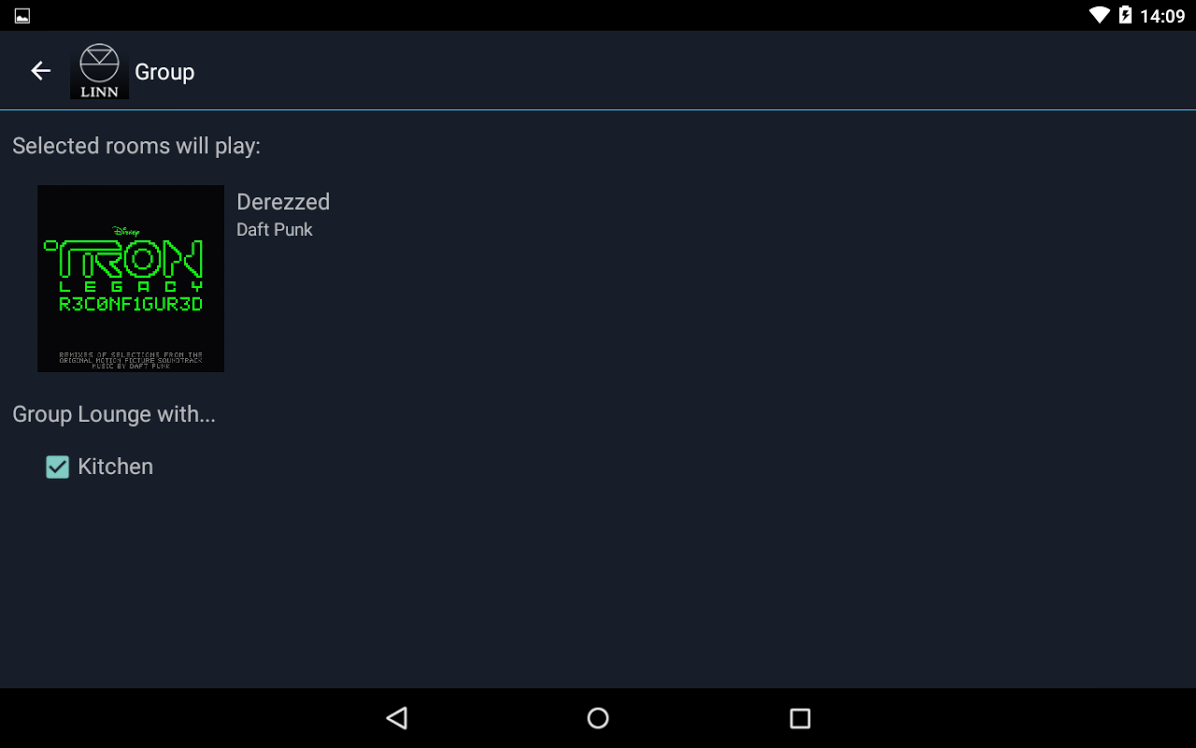 14:09
LINN
Group
Selected rooms will play:
Derezzed
Daft Punk
Disney
TRON
LEGACY
R3C0NF1GUR3D
REMIXES OF SELECTIONS FROM THE
ORIGINAL MOTION PICTURE SOUNDTRACK
MUSIC BY DAFT PUNK
Group Lounge with...
Kitchen